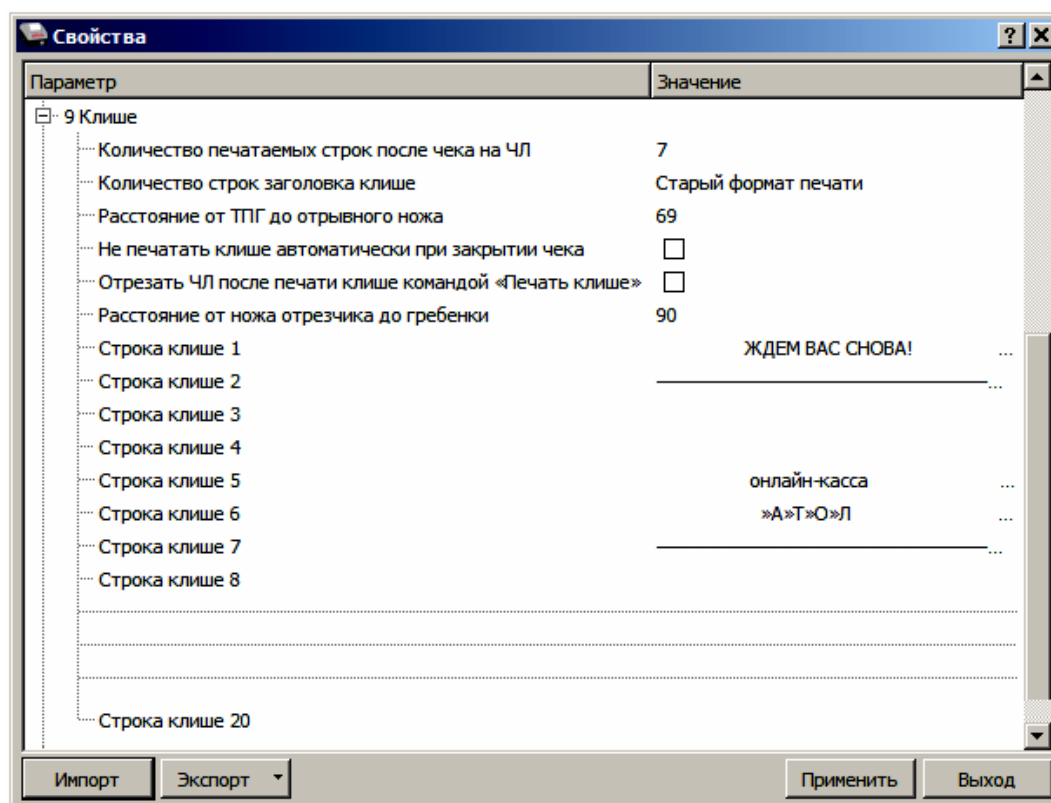 Свойства
Параметр Значение
9 Клише
Количество печатаемых строк после чека на ЧЛ 7
Количество строк заголовка клише Старый формат печати
Расстояние от ТПГ до отрывного ножа 69
Не печатать клише автоматически при закрытии чека
Отрезать ЧЛ после печати клише командой «Печать клише»
Расстояние от ножа отрезчика до гребенки 90
Строка клише 1 ЖДЕМ ВАС СНОВА! ...
Строка клише 2 ...
Строка клише 3
Строка клише 4
Строка клише 5 онлайн-касса ...
Строка клише 6 »А»Т»О»Л ...
Строка клише 7 ...
Строка клише 8
Строка клише 20
Импорт Экспорт Применить Выход